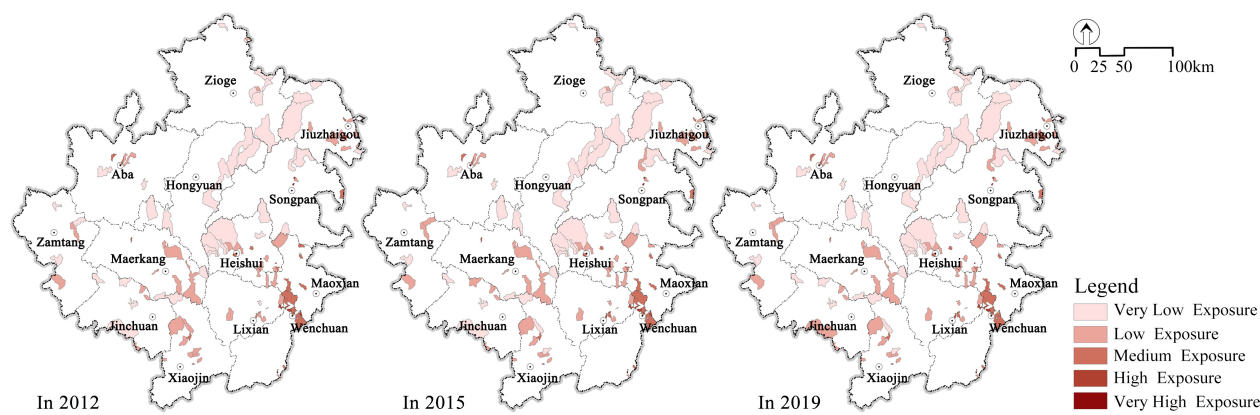 Zioge
Jiuzhaigou
Aba
Hongyuan
Songpan
Zamtang
Maerkang
Heishui
Maoxian
Jinchuan
Lixian
Wenchuan
Xiaojin
In 2012
Zioge
Jiuzhaigou
Aba
Hongyuan
Songpan
Zamtang
Maerkang
Heishui
Maoxian
Jinchuan
Lixian
Wenchuan
Xiaojin
In 2015
Zioge
Jiuzhaigou
Aba
Hongyuan
Songpan
Zamtang
Maerkang
Heishui
Maoxian
Jinchuan
Lixian
Wenchuan
Xiaojin
In 2019
0 25 50 100km
Legend
Very Low Exposure
Low Exposure
Medium Exposure
High Exposure
Very High Exposure